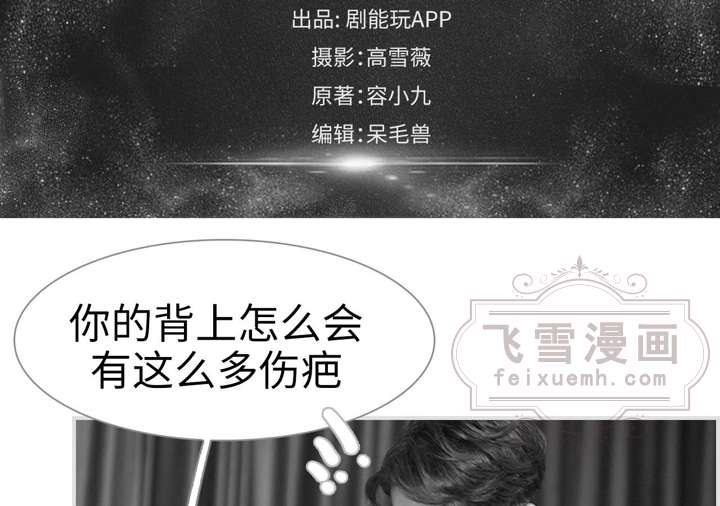 出品: 剧能玩APP
摄影:高雪薇
原著:容小九
编辑:呆毛兽
你的背上怎么会
有这么多伤疤
!!
飞雪漫画
feixuemh.com